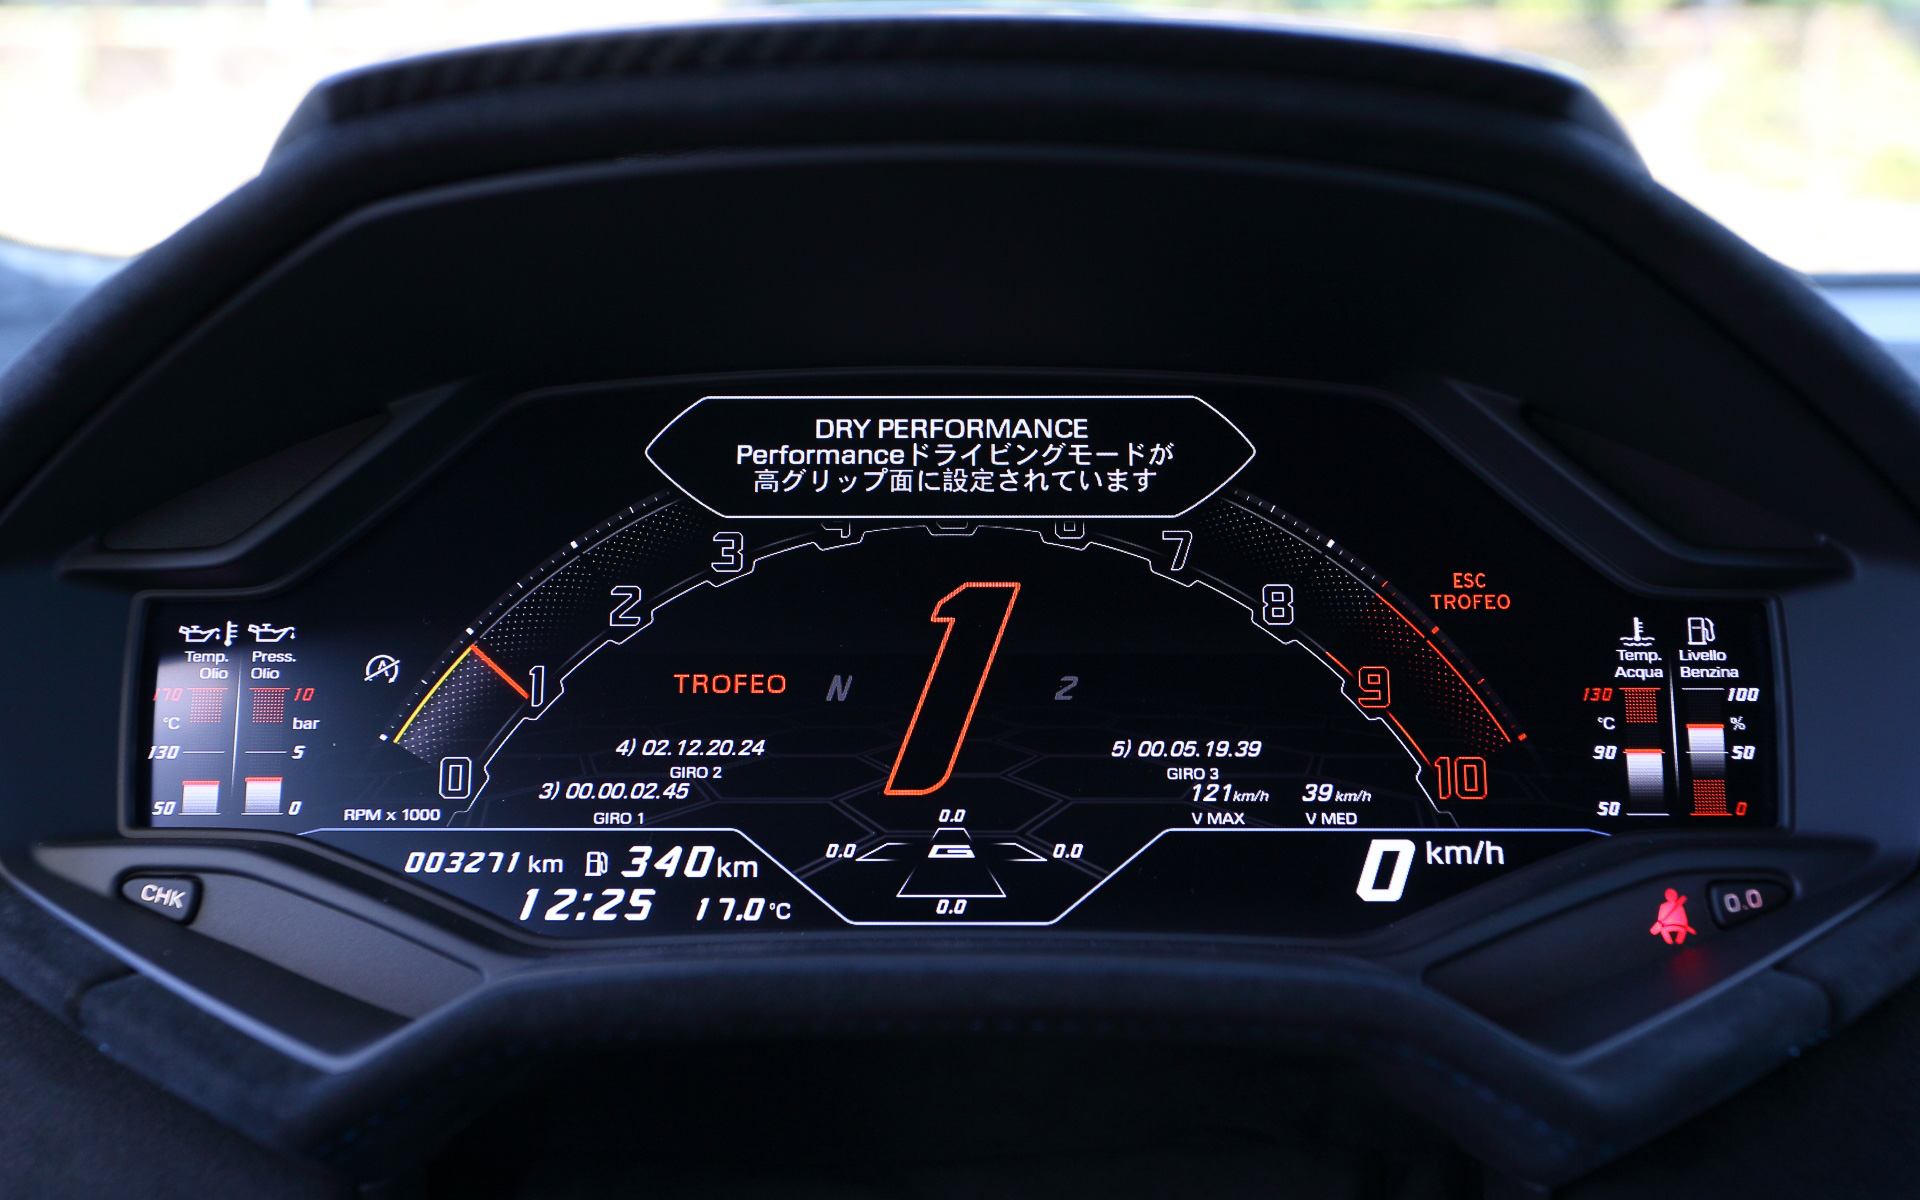 DRY PERFORMANCE
Performanceドライビングモードが
高グリップ面に設定されています
3
7
2
8
1
9
0
10
ESC
TROFEO
Temp. Olio
Press. Olio
170
10
°C
bar
130
5
50
0
A
TROFEO
N
1
2
4) 02.12.20.24
GIRO 2
3) 00.00.02.45
GIRO 1
RPM x 1000
5) 00.05.19.39
GIRO 3
121 km/h
V MAX
39 km/h
V MED
Temp. Acqua
Livello Benzina
130
100
°C
%
90
50
50
0
0.0
0.0
G
0.0
0.0
003271 km
340 km
12:25
17.0 °C
0 km/h
CHK
0.0